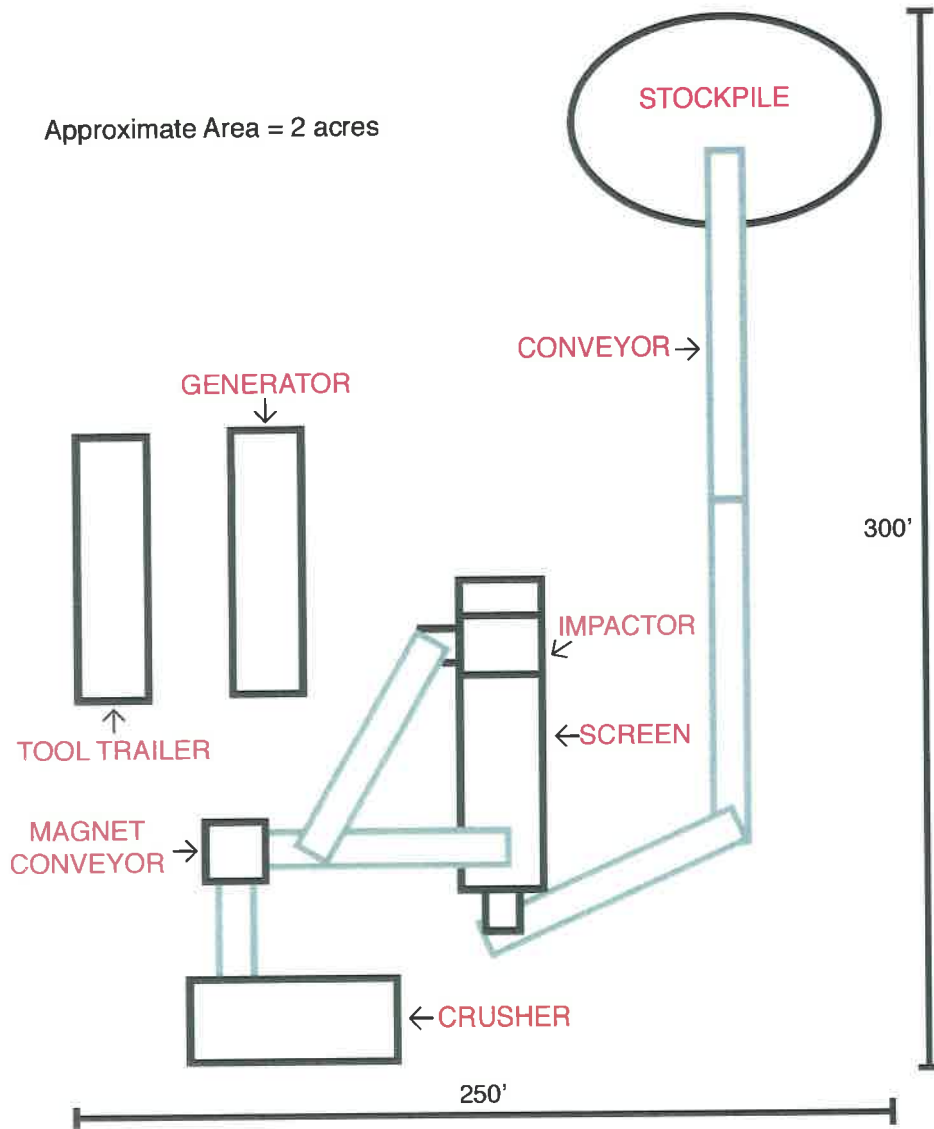 STOCKPILE
Approximate Area = 2 acres
CONVEYOR
GENERATOR
300'
IMPACTOR
SCREEN
TOOL TRAILER
MAGNET
CONVEYOR
CRUSHER
250'